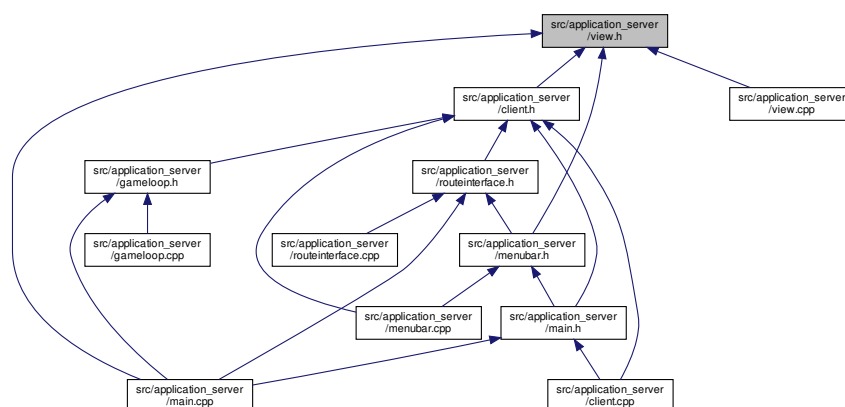 src/application_server
/view.h
src/application_server
/client.h
src/application_server
/view.cpp
src/application_server
/gameloop.h
src/application_server
/routeinterface.h
src/application_server
/gameloop.cpp
src/application_server
/routeinterface.cpp
src/application_server
/menubar.h
src/application_server
/menubar.cpp
src/application_server
/main.h
src/application_server
/main.cpp
src/application_server
/client.cpp